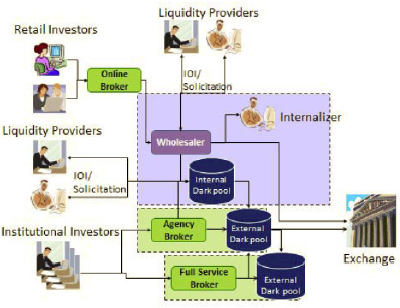 Liquidity Providers
Retail Investors
IOI/
Solicitation
Online
Broker
Internalizer
Liquidity Providers
Wholesaler
IOI/
Solicitation
Internal
Dark pool
Institutional Investors
Agency
Broker
External
Dark pool
Exchange
Full Service
Broker
External
Dark pool